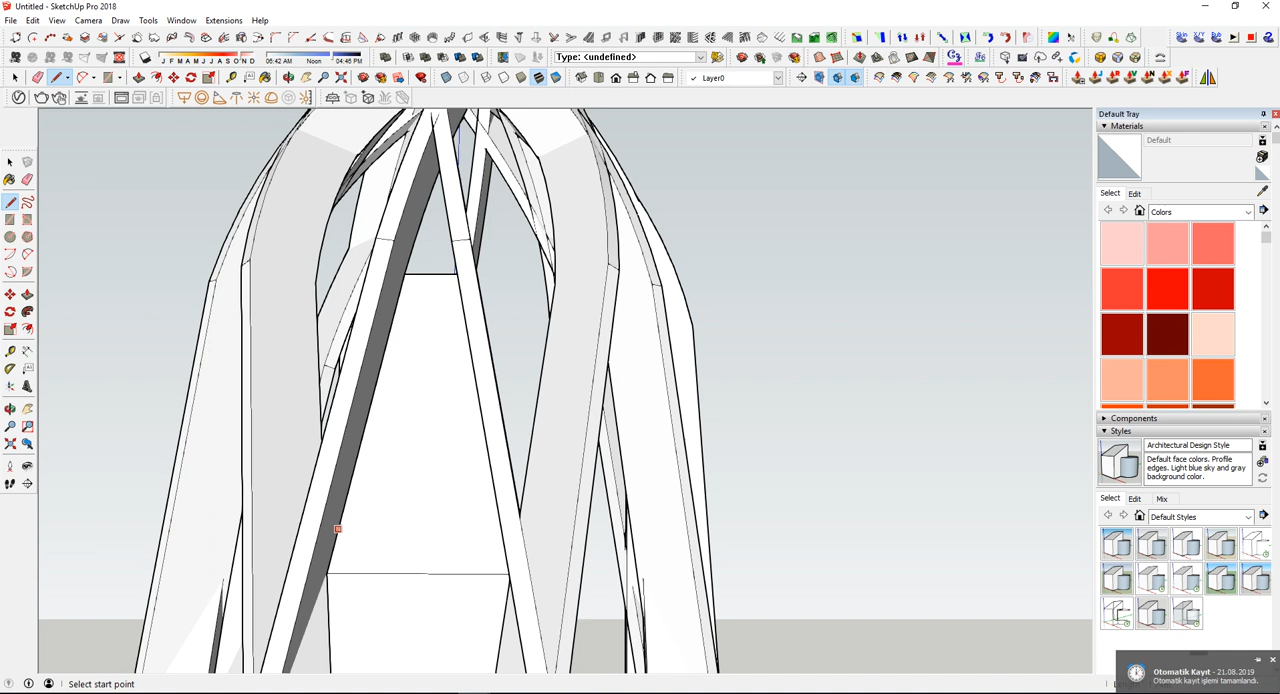 Untitled - SketchUp Pro 2018
File Edit View Camera Draw Tools Window Extensions Help
J F M A M J J A S O N D
06:42 AM Noon 04:46 PM
Type: <undefined>
Layer0
Default Tray
Materials
Default
Select Edit
Colors
Components
Styles
Architectural Design Style
Default face colors. Profile
edges. Light blue sky and gray
background color.
Select Edit Mix
Default Styles
Otomatik Kayıt - 21.08.2019
Otomatik kayıt işlemi tamamlandı.
Select start point